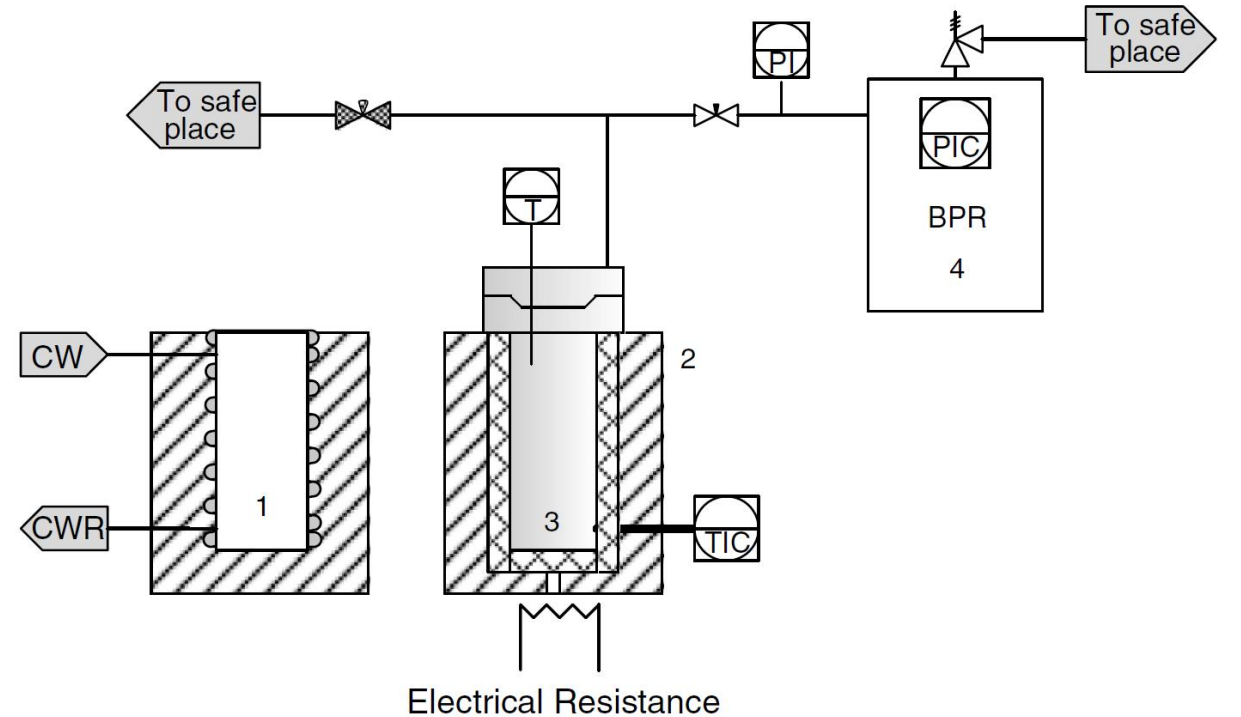 To safe
place
PI
To safe
place
PIC
T
BPR
4
CW
2
CWR
1
3
TIC
Electrical Resistance